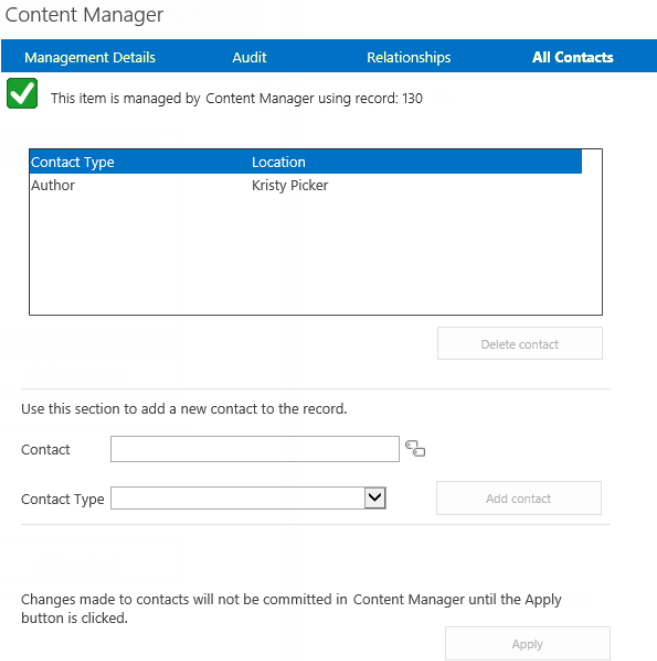 Content Manager
Management Details Audit Relationships All Contacts
This item is managed by Content Manager using record: 130
Contact Type Location
Author Kristy Picker
Delete contact
Use this section to add a new contact to the record.
Contact
Contact Type Add contact
Changes made to contacts will not be committed in Content Manager until the Apply
button is clicked.
Apply